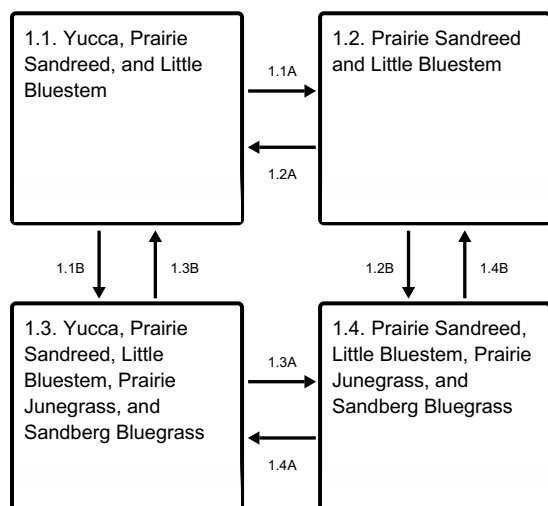 1.1. Yucca, Prairie
Sandreed, and Little
Bluestem
1.1A
1.2A
1.2. Prairie Sandreed
and Little Bluestem
1.1B
1.3B
1.2B
1.4B
1.3. Yucca, Prairie
Sandreed, Little
Bluestem, Prairie
Junegrass, and
Sandberg Bluegrass
1.3A
1.4A
1.4. Prairie Sandreed,
Little Bluestem, Prairie
Junegrass, and
Sandberg Bluegrass